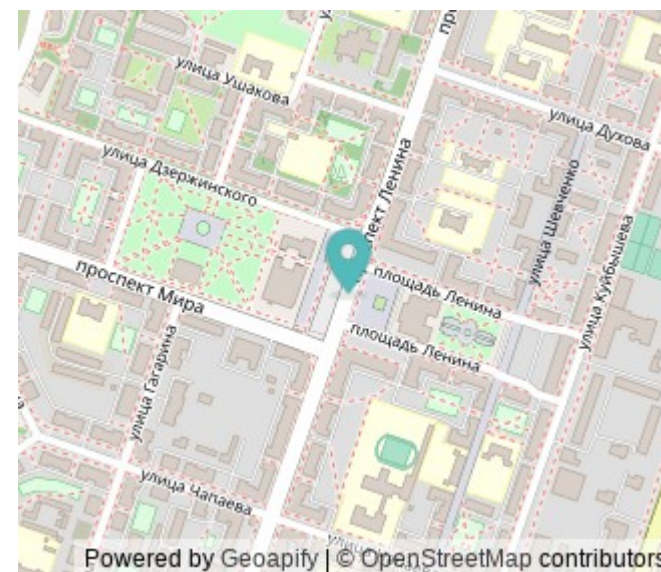 улица Ушакова
улица Духова
улица Дзержинского
проспект Ленина
улица Шевченко
улица Куйбышева
площадь Ленина
проспект Мира
площадь Ленина
улица Гагарина
улица Чапаева
Powered by Geoapify | © OpenStreetMap contributors